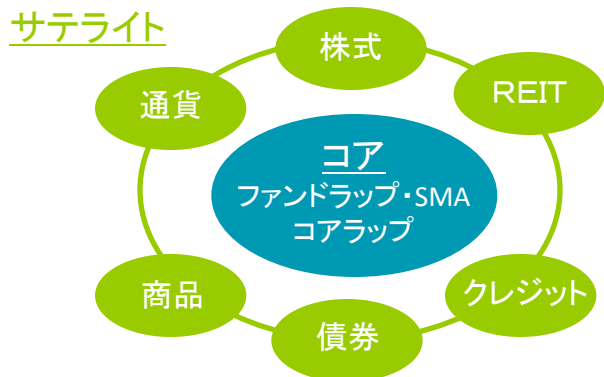 サテライト
株式
通貨
REIT
コア
ファンドラップ・SMA
コアラップ
商品
クレジット
債券